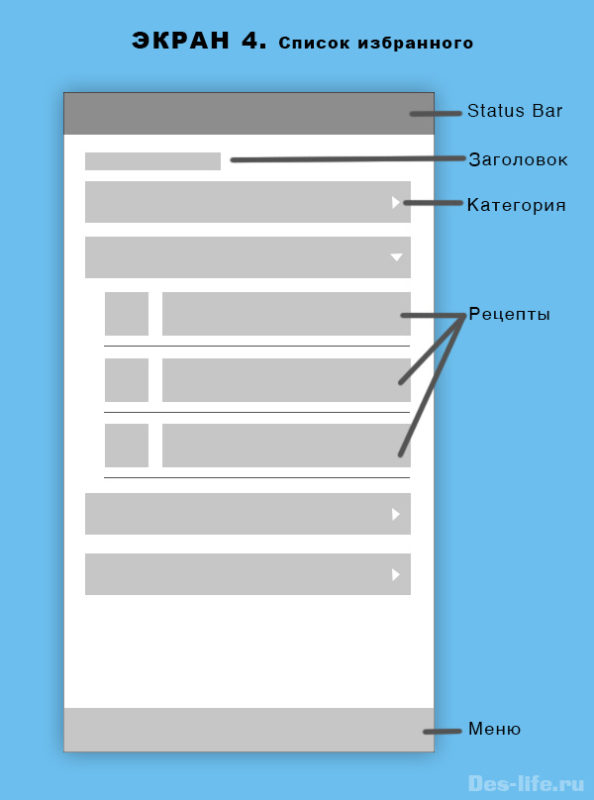 ЭКРАН 4. Список избранного
Status Bar
Заголовок
Категория
Рецепты
Меню
Des-life.ru